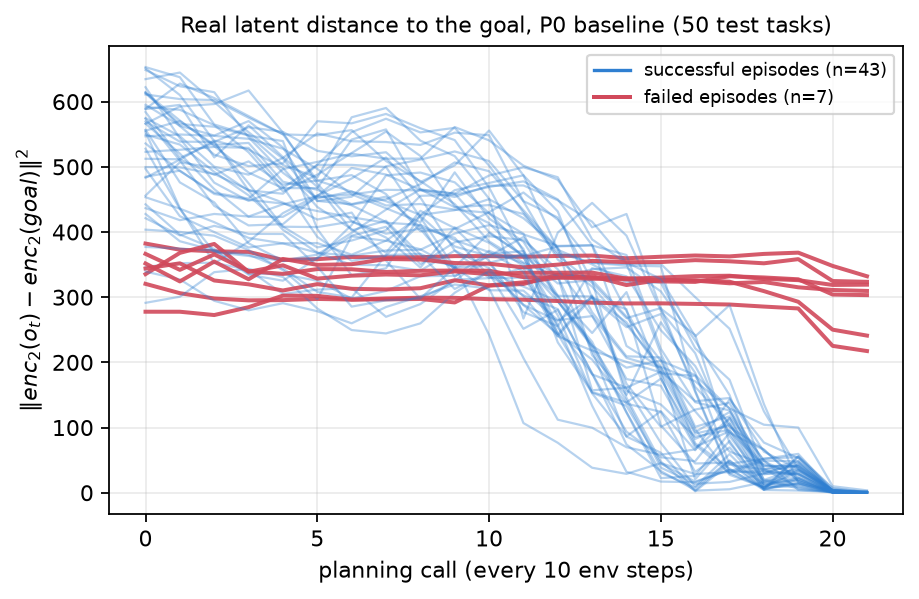 Real latent distance to the goal, P0 baseline (50 test tasks)
successful episodes (n=43)
failed episodes (n=7)
‖enc₂(oₜ) − enc₂(goal)‖²
600
500
400
300
200
100
0
0 5 10 15 20
planning call (every 10 env steps)